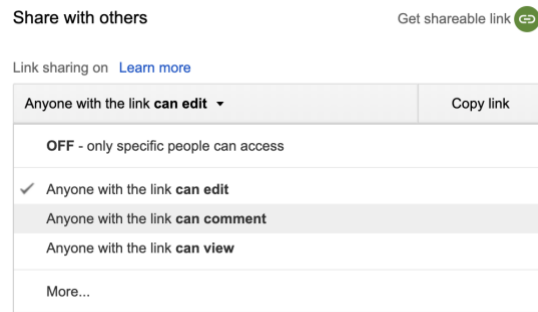 Share with others
Get shareable link
Link sharing on Learn more
Anyone with the link can edit
Copy link
OFF - only specific people can access
Anyone with the link can edit
Anyone with the link can comment
Anyone with the link can view
More...